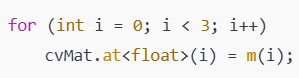 for (int i = 0; i < 3; i++)
    cvMat.at<float>(i) = m(i);